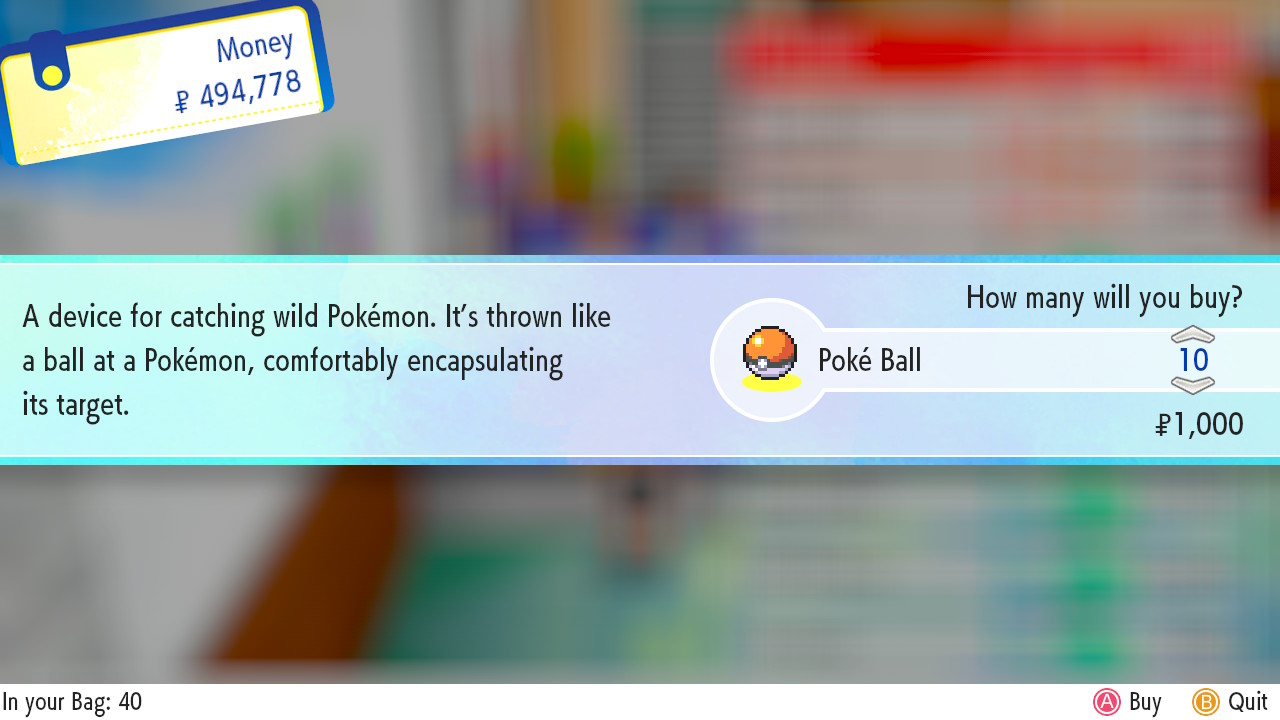 Money
₽ 494,778
A device for catching wild Pokémon. It's thrown like
a ball at a Pokémon, comfortably encapsulating
its target.
How many will you buy?
Poké Ball
10
₽1,000
In your Bag: 40
A Buy
B Quit